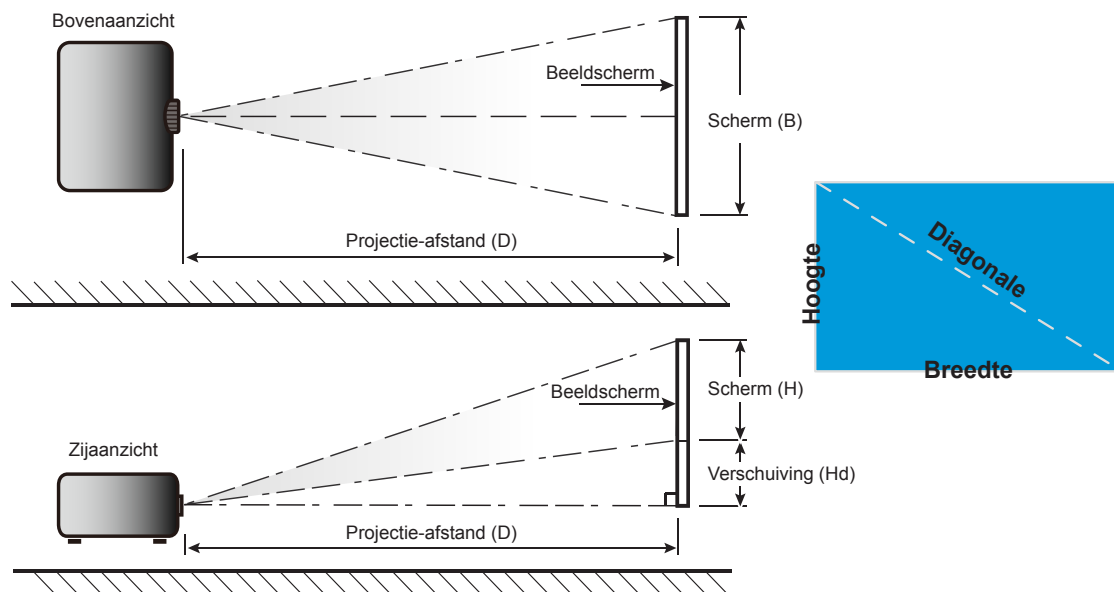 Bovenaanzicht
Beeldscherm
Scherm (B)
Projectie-afstand (D)
Hoogte
Diagonale
Breedte
Beeldscherm
Scherm (H)
Zijaanzicht
Verschuiving (Hd)
Projectie-afstand (D)